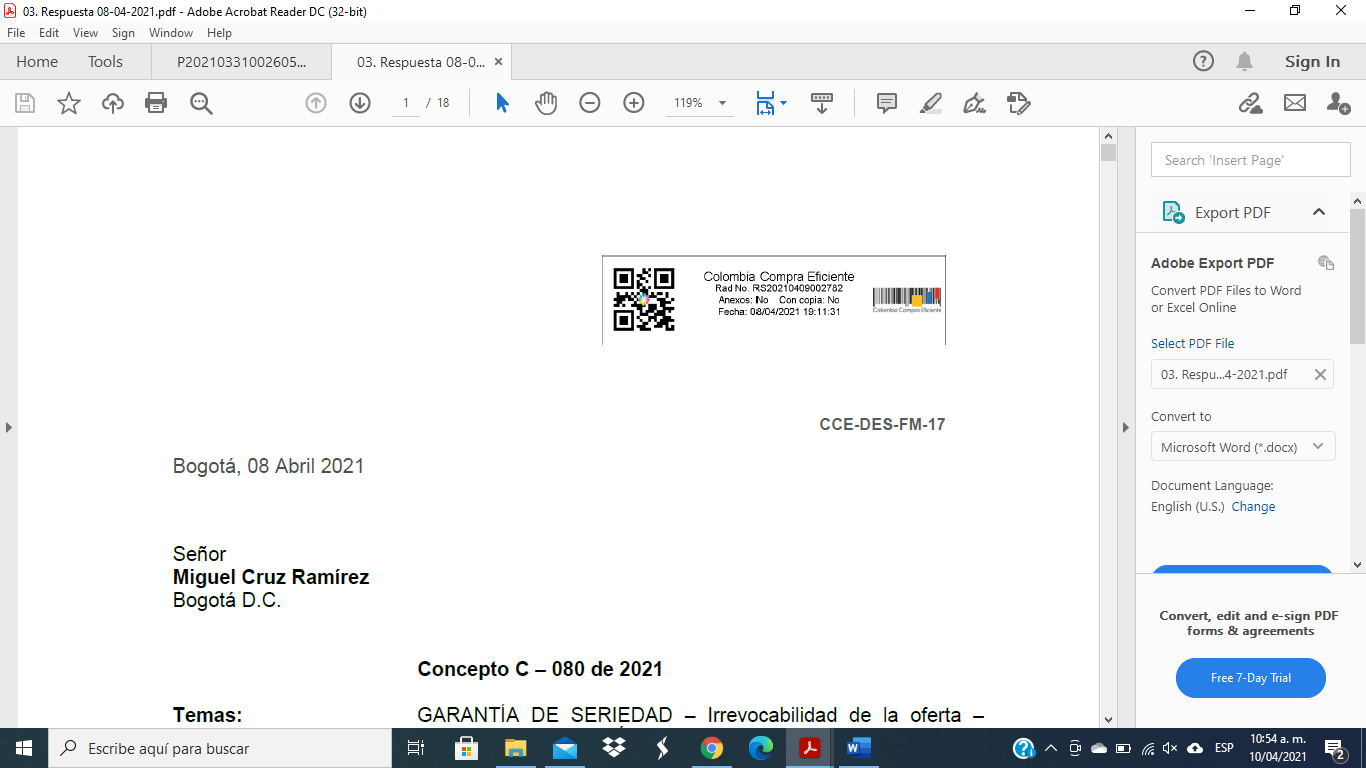 03. Respuesta 08-04-2021.pdf - Adobe Acrobat Reader DC (32-bit)
File Edit View Sign Window Help
Home Tools P20210331002605... 03. Respuesta 08-0... Sign In
1 / 18 119%
Search 'Insert Page'
Export PDF
Adobe Export PDF
Convert PDF Files to Word
or Excel Online
Select PDF File
03. Respu...4-2021.pdf
Convert to
Microsoft Word (*.docx)
Document Language:
English (U.S.) Change
Convert, edit and e-sign PDF
forms & agreements
Free 7-Day Trial
Colombia Compra Eficiente
Rad No. RS20210409002782
Anexos: No Con copia: No
Fecha: 08/04/2021 19:11:31
Colombia Compra Eficiente
CCE-DES-FM-17
Bogotá, 08 Abril 2021
Señor
Miguel Cruz Ramírez
Bogotá D.C.
Concepto C – 080 de 2021
Temas: GARANTÍA DE SERIEDAD – Irrevocabilidad de la oferta –
Escribe aquí para buscar
ESP
10:54 a. m.
10/04/2021
2